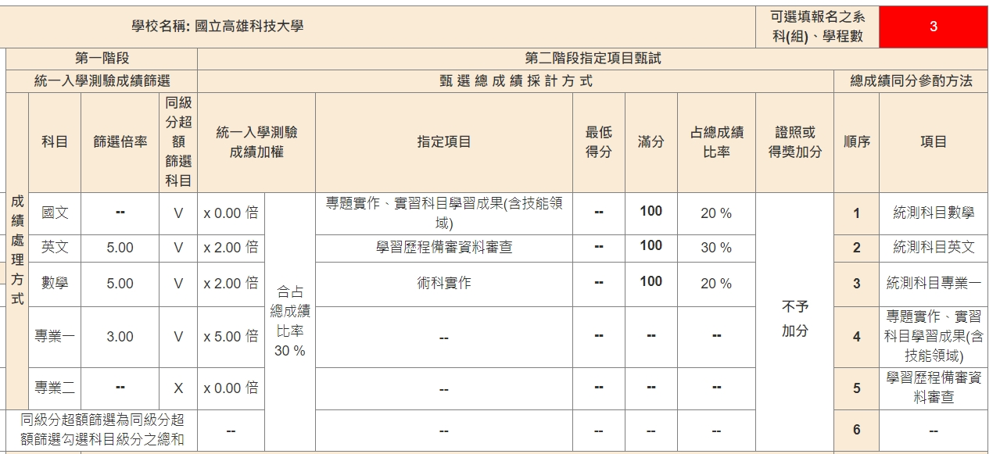 學校名稱: 國立高雄科技大學
可選填報名之系
科(組)、學程數
3
第一階段
第二階段指定項目甄試
統一入學測驗成績篩選
甄 選 總 成 績 採 計 方 式
總成績同分參酌方法
成績處理方式
科目
篩選倍率
同級
分超
額
篩選
科目
統一入學測驗
成績加權
指定項目
最低
得分
滿分
占總成績
比率
證照或
得獎加分
順序
項目
國文
--
V
x 0.00 倍
合占
總成績
比率
30 %
專題實作、實習科目學習成果(含技能領
域)
--
100
20 %
不予
加分
1
統測科目數學
英文
5.00
V
x 2.00 倍
學習歷程備審資料審查
--
100
30 %
2
統測科目英文
數學
5.00
V
x 2.00 倍
術科實作
--
100
20 %
3
統測科目專業一
專業一
3.00
V
x 5.00 倍
--
--
--
--
4
專題實作、實習
科目學習成果(含
技能領域)
專業二
--
X
x 0.00 倍
--
--
--
--
5
學習歷程備審資
料審查
同級分超額篩選為同級分超
額篩選勾選科目級分之總和
--
--
--
--
--
6
--